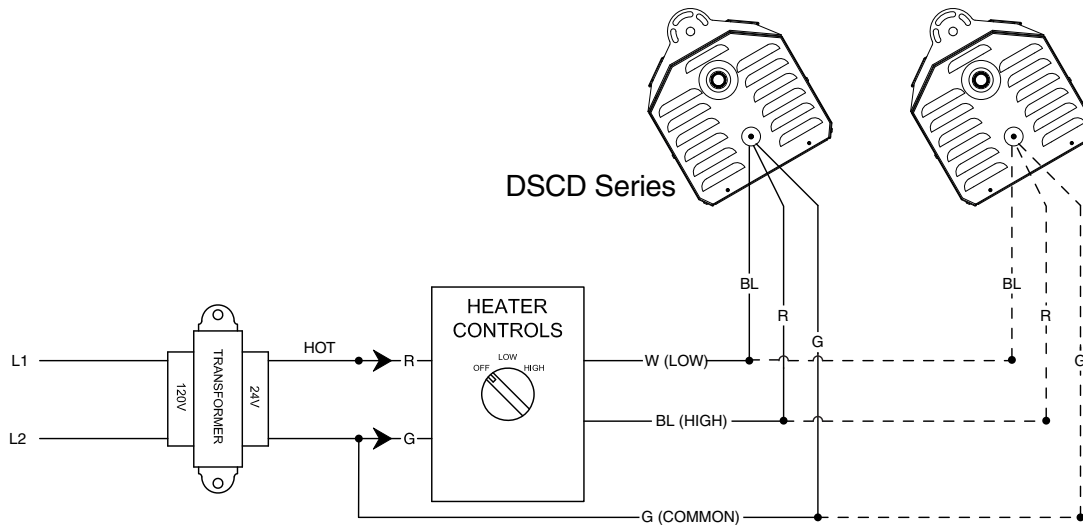 DSCD Series
BL
R
G
BL
R
G
HEATER
CONTROLS
OFF
LOW
HIGH
L1
L2
120V
TRANSFORMER
24V
HOT
R
G
W (LOW)
BL (HIGH)
G (COMMON)